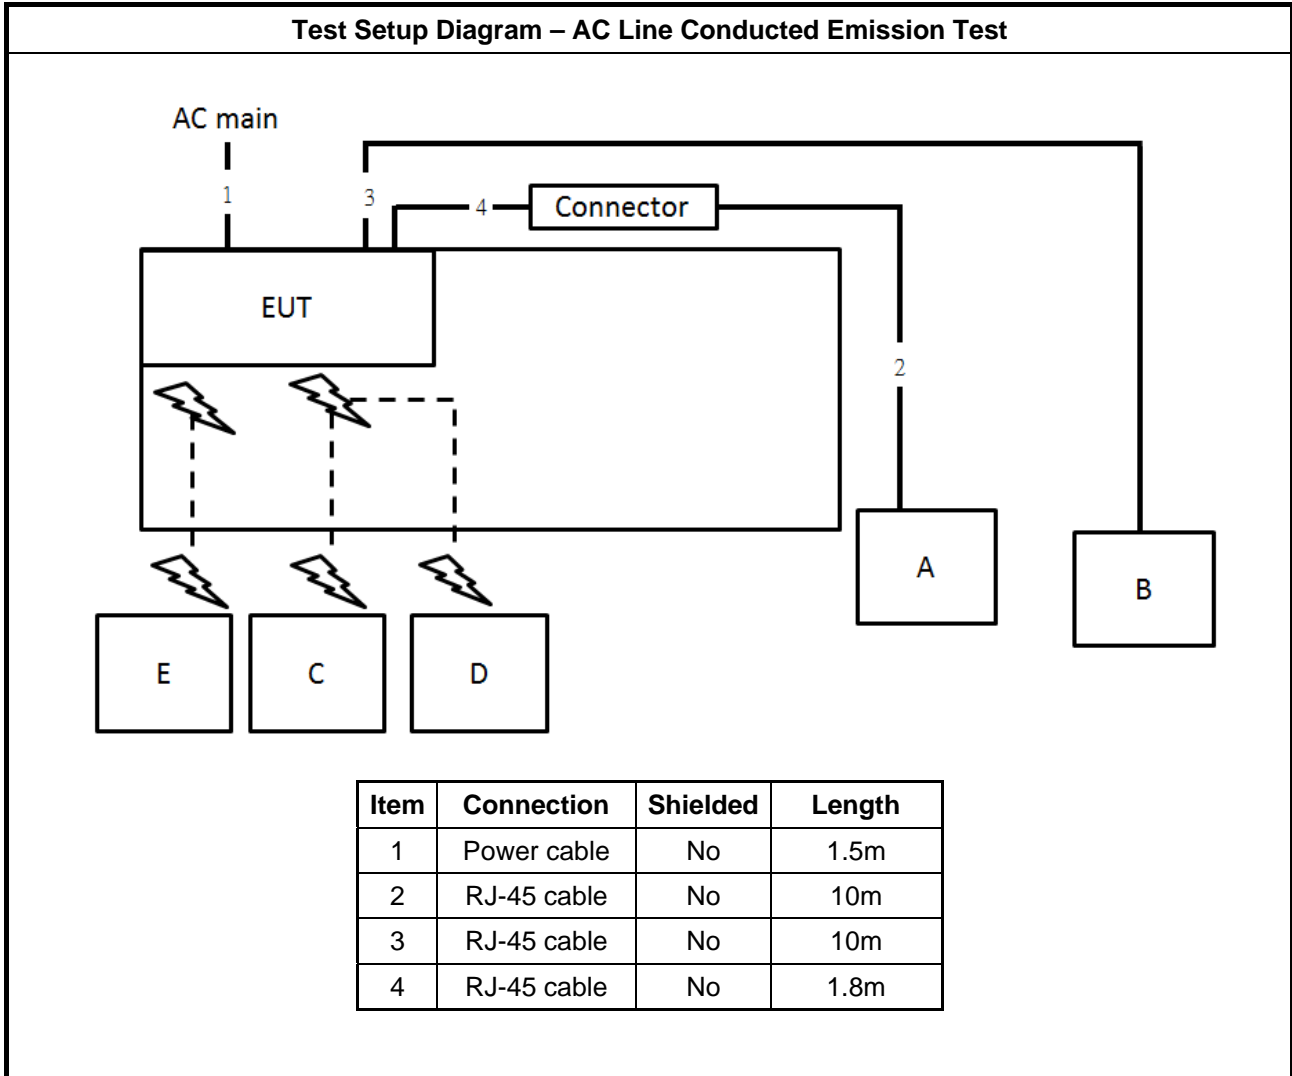 Test Setup Diagram – AC Line Conducted Emission Test
AC main
1
3
4
Connector
EUT
2
A
B
E
C
D
Item Connection Shielded Length
1 Power cable No 1.5m
2 RJ-45 cable No 10m
3 RJ-45 cable No 10m
4 RJ-45 cable No 1.8m